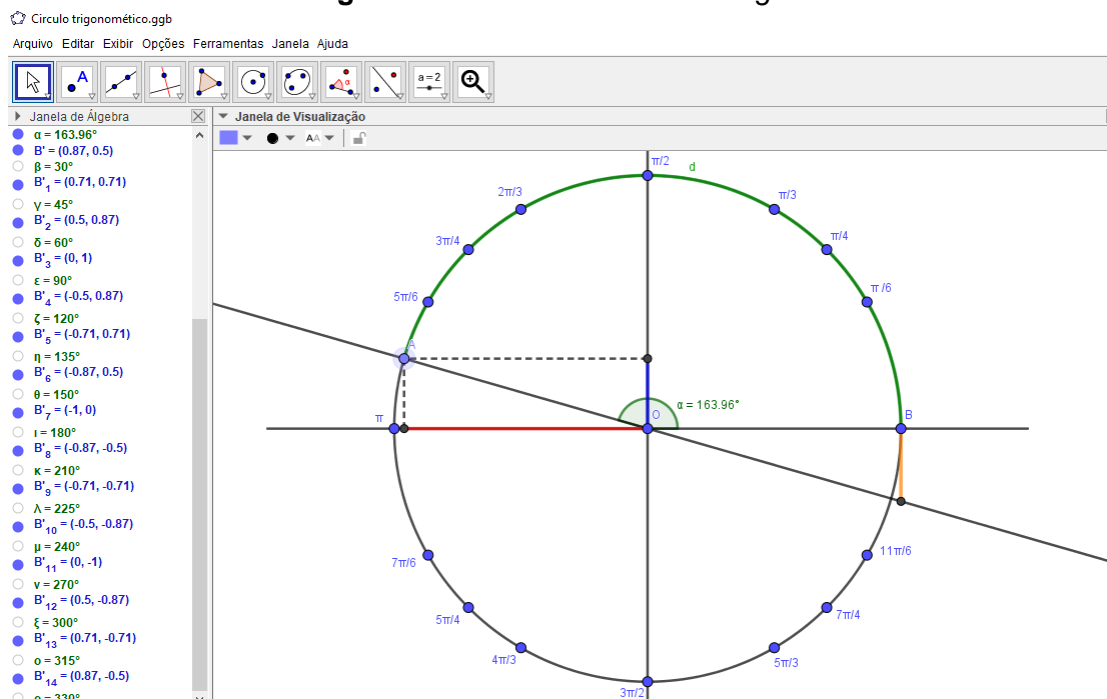 Circulo trigonométrico.ggb
Arquivo Editar Exibir Opções Ferramentas Janela Ajuda
A
α
a=2
Janela de Álgebra
Janela de Visualização
AA
α = 163.96°
B' = (0.87, 0.5)
β = 30°
B'1 = (0.71, 0.71)
γ = 45°
B'2 = (0.5, 0.87)
δ = 60°
B'3 = (0, 1)
ε = 90°
B'4 = (-0.5, 0.87)
ζ = 120°
B'5 = (-0.71, 0.71)
η = 135°
B'6 = (-0.87, 0.5)
θ = 150°
B'7 = (-1, 0)
ι = 180°
B'8 = (-0.87, -0.5)
κ = 210°
B'9 = (-0.71, -0.71)
λ = 225°
B'10 = (-0.5, -0.87)
μ = 240°
B'11 = (0, -1)
ν = 270°
B'12 = (0.5, -0.87)
ξ = 300°
B'13 = (0.71, -0.71)
ο = 315°
B'14 = (0.87, -0.5)
π/2
d
2π/3
π/3
3π/4
π/4
5π/6
π /6
A
α = 163.96°
π
O
B
7π/6
11π/6
5π/4
7π/4
4π/3
5π/3
3π/2